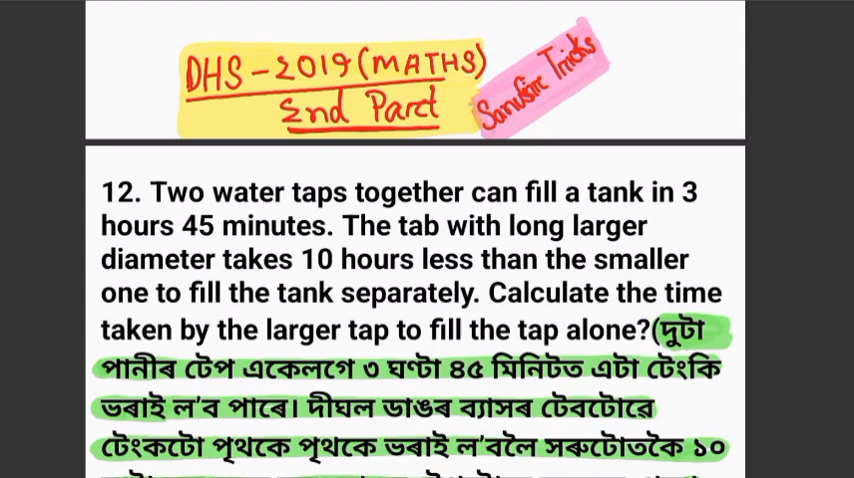 DHS-2019(MATHS)
2nd Part
Tricks
12. Two water taps together can fill a tank in 3
hours 45 minutes. The tab with long larger
diameter takes 10 hours less than the smaller
one to fill the tank separately. Calculate the time
taken by the larger tap to fill the tap alone?(দুটা
পানীৰ টেপ একেলগে ৩ ঘণ্টা ৪৫ মিনিটত এটা টেংকি
ভৰাই ল'ব পাৰে। দীঘল ডাঙৰ ব্যাসৰ টেবটোৱে
টেংকটো পৃথকে পৃথকে ভৰাই ল'বলৈ সৰুটোতকৈ ১০